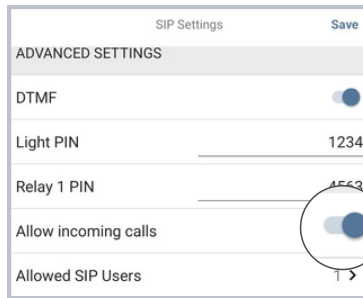 SIP Settings
Save
ADVANCED SETTINGS
DTMF
Light PIN
1234
Relay 1 PIN
4563
Allow incoming calls
Allowed SIP Users
1 >